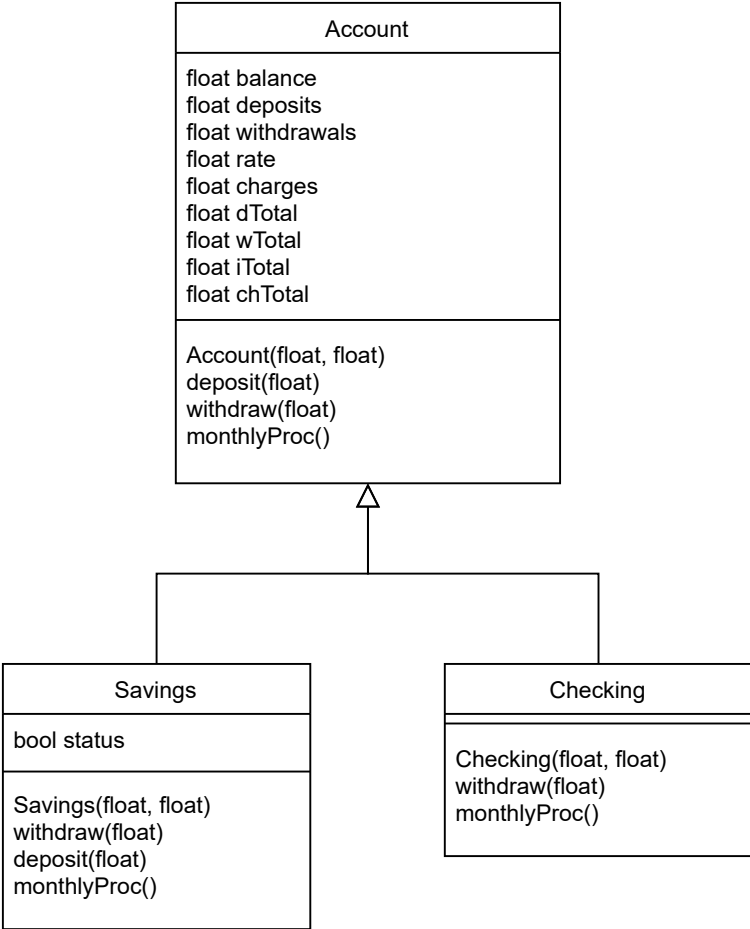 Account
float balance
float deposits
float withdrawals
float rate
float charges
float dTotal
float wTotal
float iTotal
float chTotal
Account(float, float)
deposit(float)
withdraw(float)
monthlyProc()
Savings
bool status
Savings(float, float)
withdraw(float)
deposit(float)
monthlyProc()
Checking
Checking(float, float)
withdraw(float)
monthlyProc()